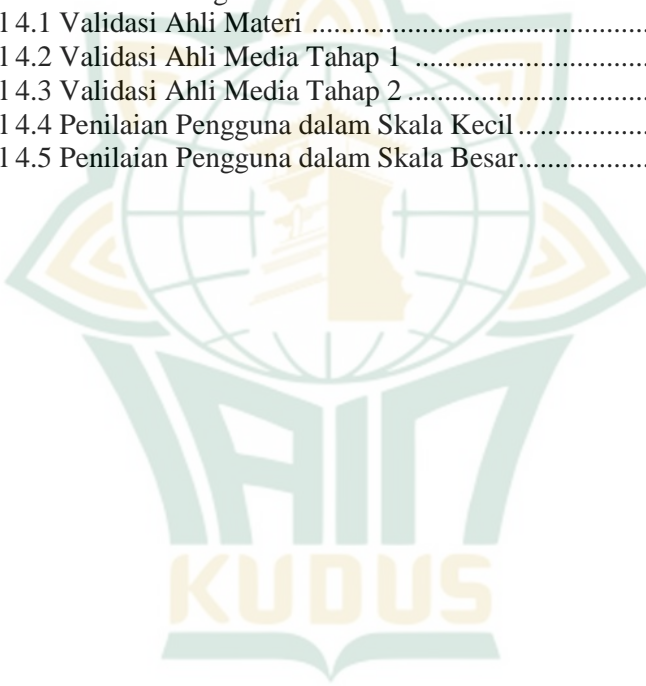 l 4.1 Validasi Ahli Materi ..................................................
l 4.2 Validasi Ahli Media Tahap 1 ..................................
l 4.3 Validasi Ahli Media Tahap 2 ...................................
l 4.4 Penilaian Pengguna dalam Skala Kecil ...................
l 4.5 Penilaian Pengguna dalam Skala Besar...................
IAIN
KUDUS